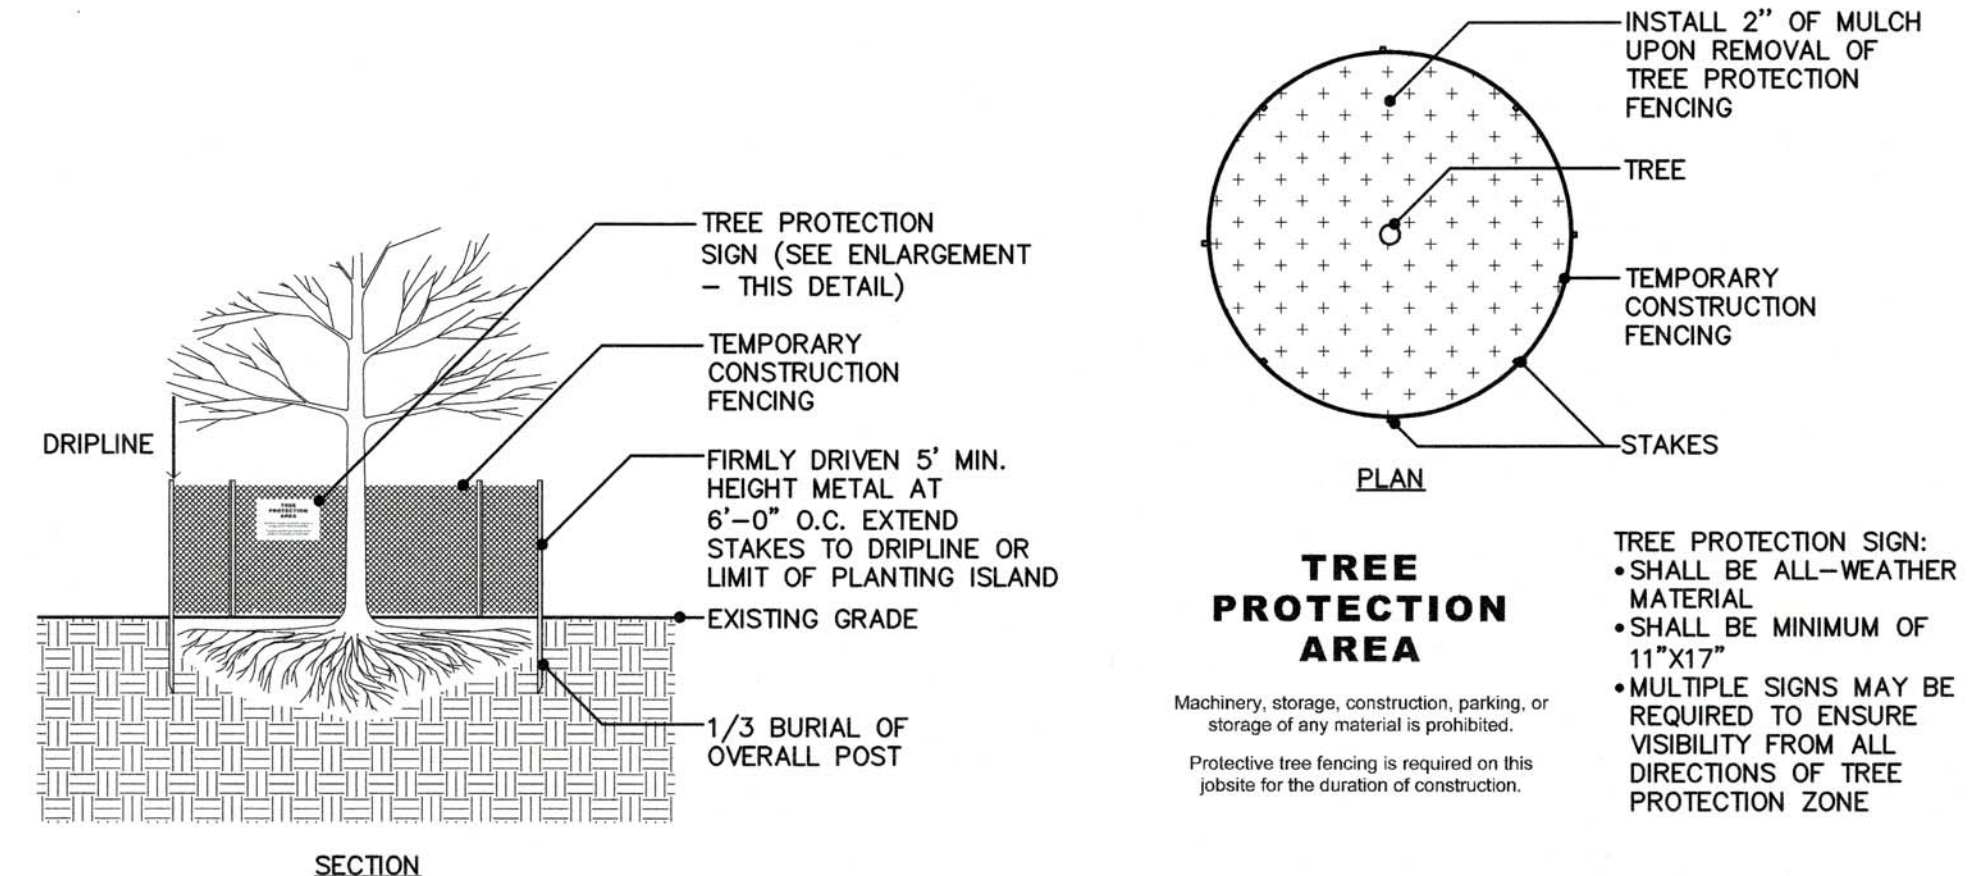 TREE PROTECTION
SIGN (SEE ENLARGEMENT
– THIS DETAIL)
TEMPORARY
CONSTRUCTION
FENCING
DRIPLINE
FIRMLY DRIVEN 5' MIN.
HEIGHT METAL AT
6'–0" O.C. EXTEND
STAKES TO DRIPLINE OR
LIMIT OF PLANTING ISLAND
TREE
PROTECTION
AREA
EXISTING GRADE
1/3 BURIAL OF
OVERALL POST
SECTION
INSTALL 2" OF MULCH
UPON REMOVAL OF
TREE PROTECTION
FENCING
TREE
TEMPORARY
CONSTRUCTION
FENCING
STAKES
PLAN
TREE
PROTECTION
AREA
Machinery, storage, construction, parking, or
storage of any material is prohibited.
Protective tree fencing is required on this
jobsite for the duration of construction.
TREE PROTECTION SIGN:
•SHALL BE ALL–WEATHER
MATERIAL
•SHALL BE MINIMUM OF
11"X17"
•MULTIPLE SIGNS MAY BE
REQUIRED TO ENSURE
VISIBILITY FROM ALL
DIRECTIONS OF TREE
PROTECTION ZONE